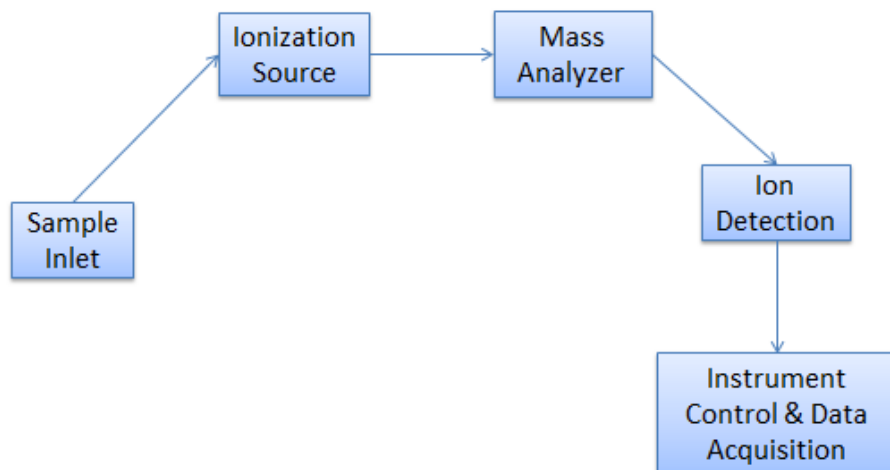 Ionization
Source
Mass
Analyzer
Sample
Inlet
Ion
Detection
Instrument
Control & Data
Acquisition